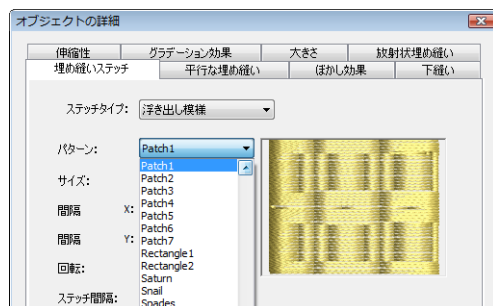 オブジェクトの詳細
伸縮性 グラデーション効果 大きさ 放射状埋め縫い
埋め縫いステッチ 平行な埋め縫い ぼかし効果 下縫い
ステッチタイプ: 浮き出し模様
パターン: Patch1
Patch1
サイズ: Patch2
Patch3
間隔 X: Patch4
Patch5
Patch6
間隔 Y: Patch7
Rectangle1
回転: Rectangle2
Saturn
Snail
ステッチ間隔: Spades